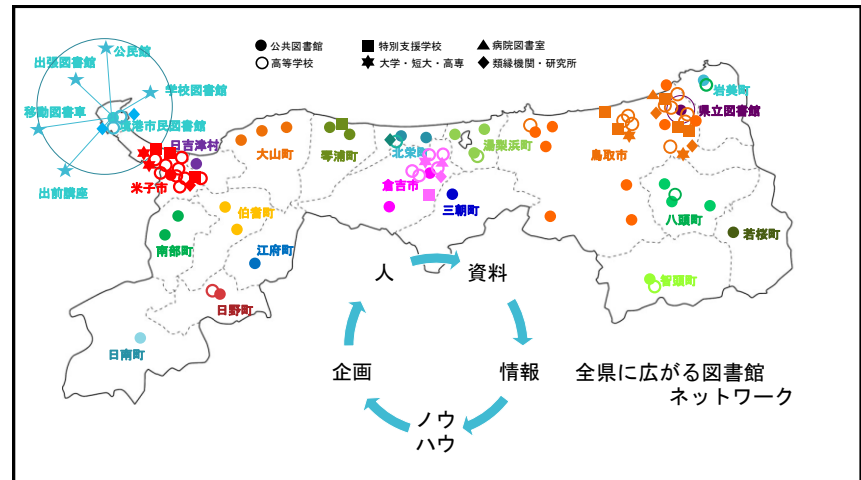 公共図書館
特別支援学校
病院図書室
高等学校
大学・短大・高専
類縁機関・研究所
公民館
出張図書館
学校図書館
移動図書車
境港市民図書館
出前講座
日吉津村
米子市
大山町
琴浦町
北栄町
湯梨浜町
倉吉市
三朝町
鳥取市
岩美町
県立図書館
八頭町
若桜町
智頭町
南部町
伯耆町
江府町
日野町
日南町
人
資料
情報
ノウ
ハウ
企画
全県に広がる図書館
ネットワーク